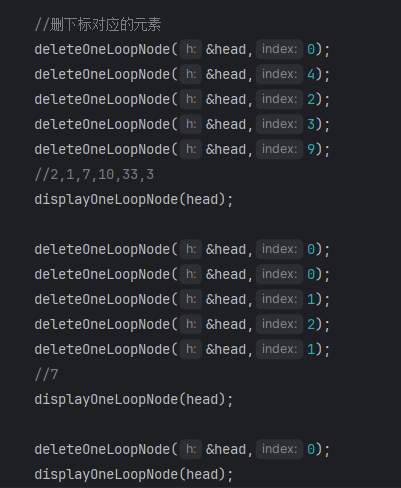 //删下标对应的元素
deleteOneLoopNode( h: &head, index: 0);
deleteOneLoopNode( h: &head, index: 4);
deleteOneLoopNode( h: &head, index: 2);
deleteOneLoopNode( h: &head, index: 3);
deleteOneLoopNode( h: &head, index: 9);
//2,1,7,10,33,3
displayOneLoopNode(head);
deleteOneLoopNode( h: &head, index: 0);
deleteOneLoopNode( h: &head, index: 0);
deleteOneLoopNode( h: &head, index: 1);
deleteOneLoopNode( h: &head, index: 2);
deleteOneLoopNode( h: &head, index: 1);
//7
displayOneLoopNode(head);
deleteOneLoopNode( h: &head, index: 0);
displayOneLoopNode(head);